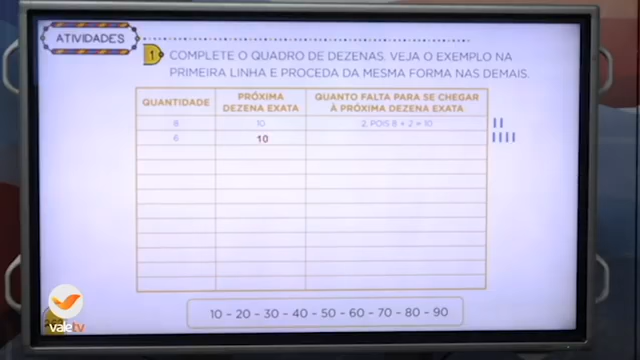 ATIVIDADES
1 COMPLETE O QUADRO DE DEZENAS. VEJA O EXEMPLO NA
PRIMEIRA LINHA E PROCEDA DA MESMA FORMA NAS DEMAIS.
QUANTIDADE PRÓXIMA DEZENA EXATA QUANTO FALTA PARA SE CHEGAR À PRÓXIMA DEZENA EXATA
8 10 2, POIS 8 + 2 = 10
6 10
10 - 20 - 30 - 40 - 50 - 60 - 70 - 80 - 90
valetv